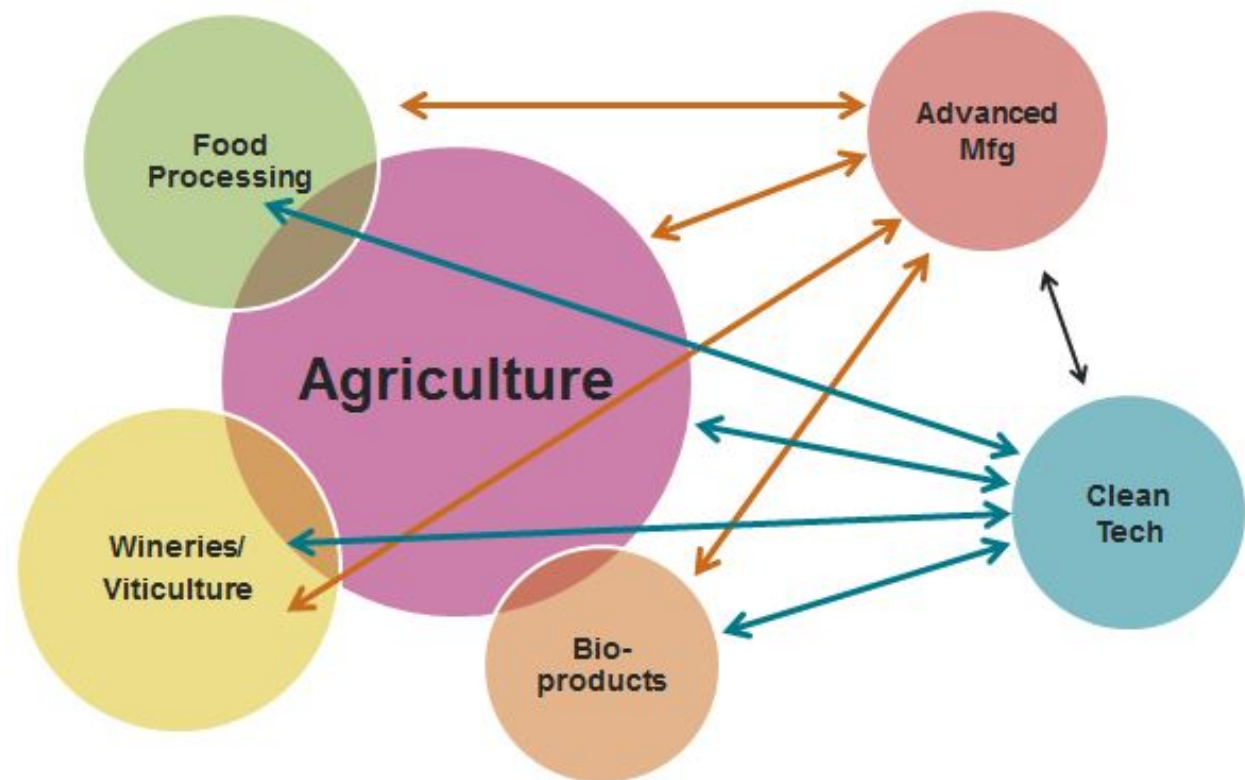 Food
Processing
Advanced
Mfg
Agriculture
Clean
Tech
Wineries/
Viticulture
Bio-
products